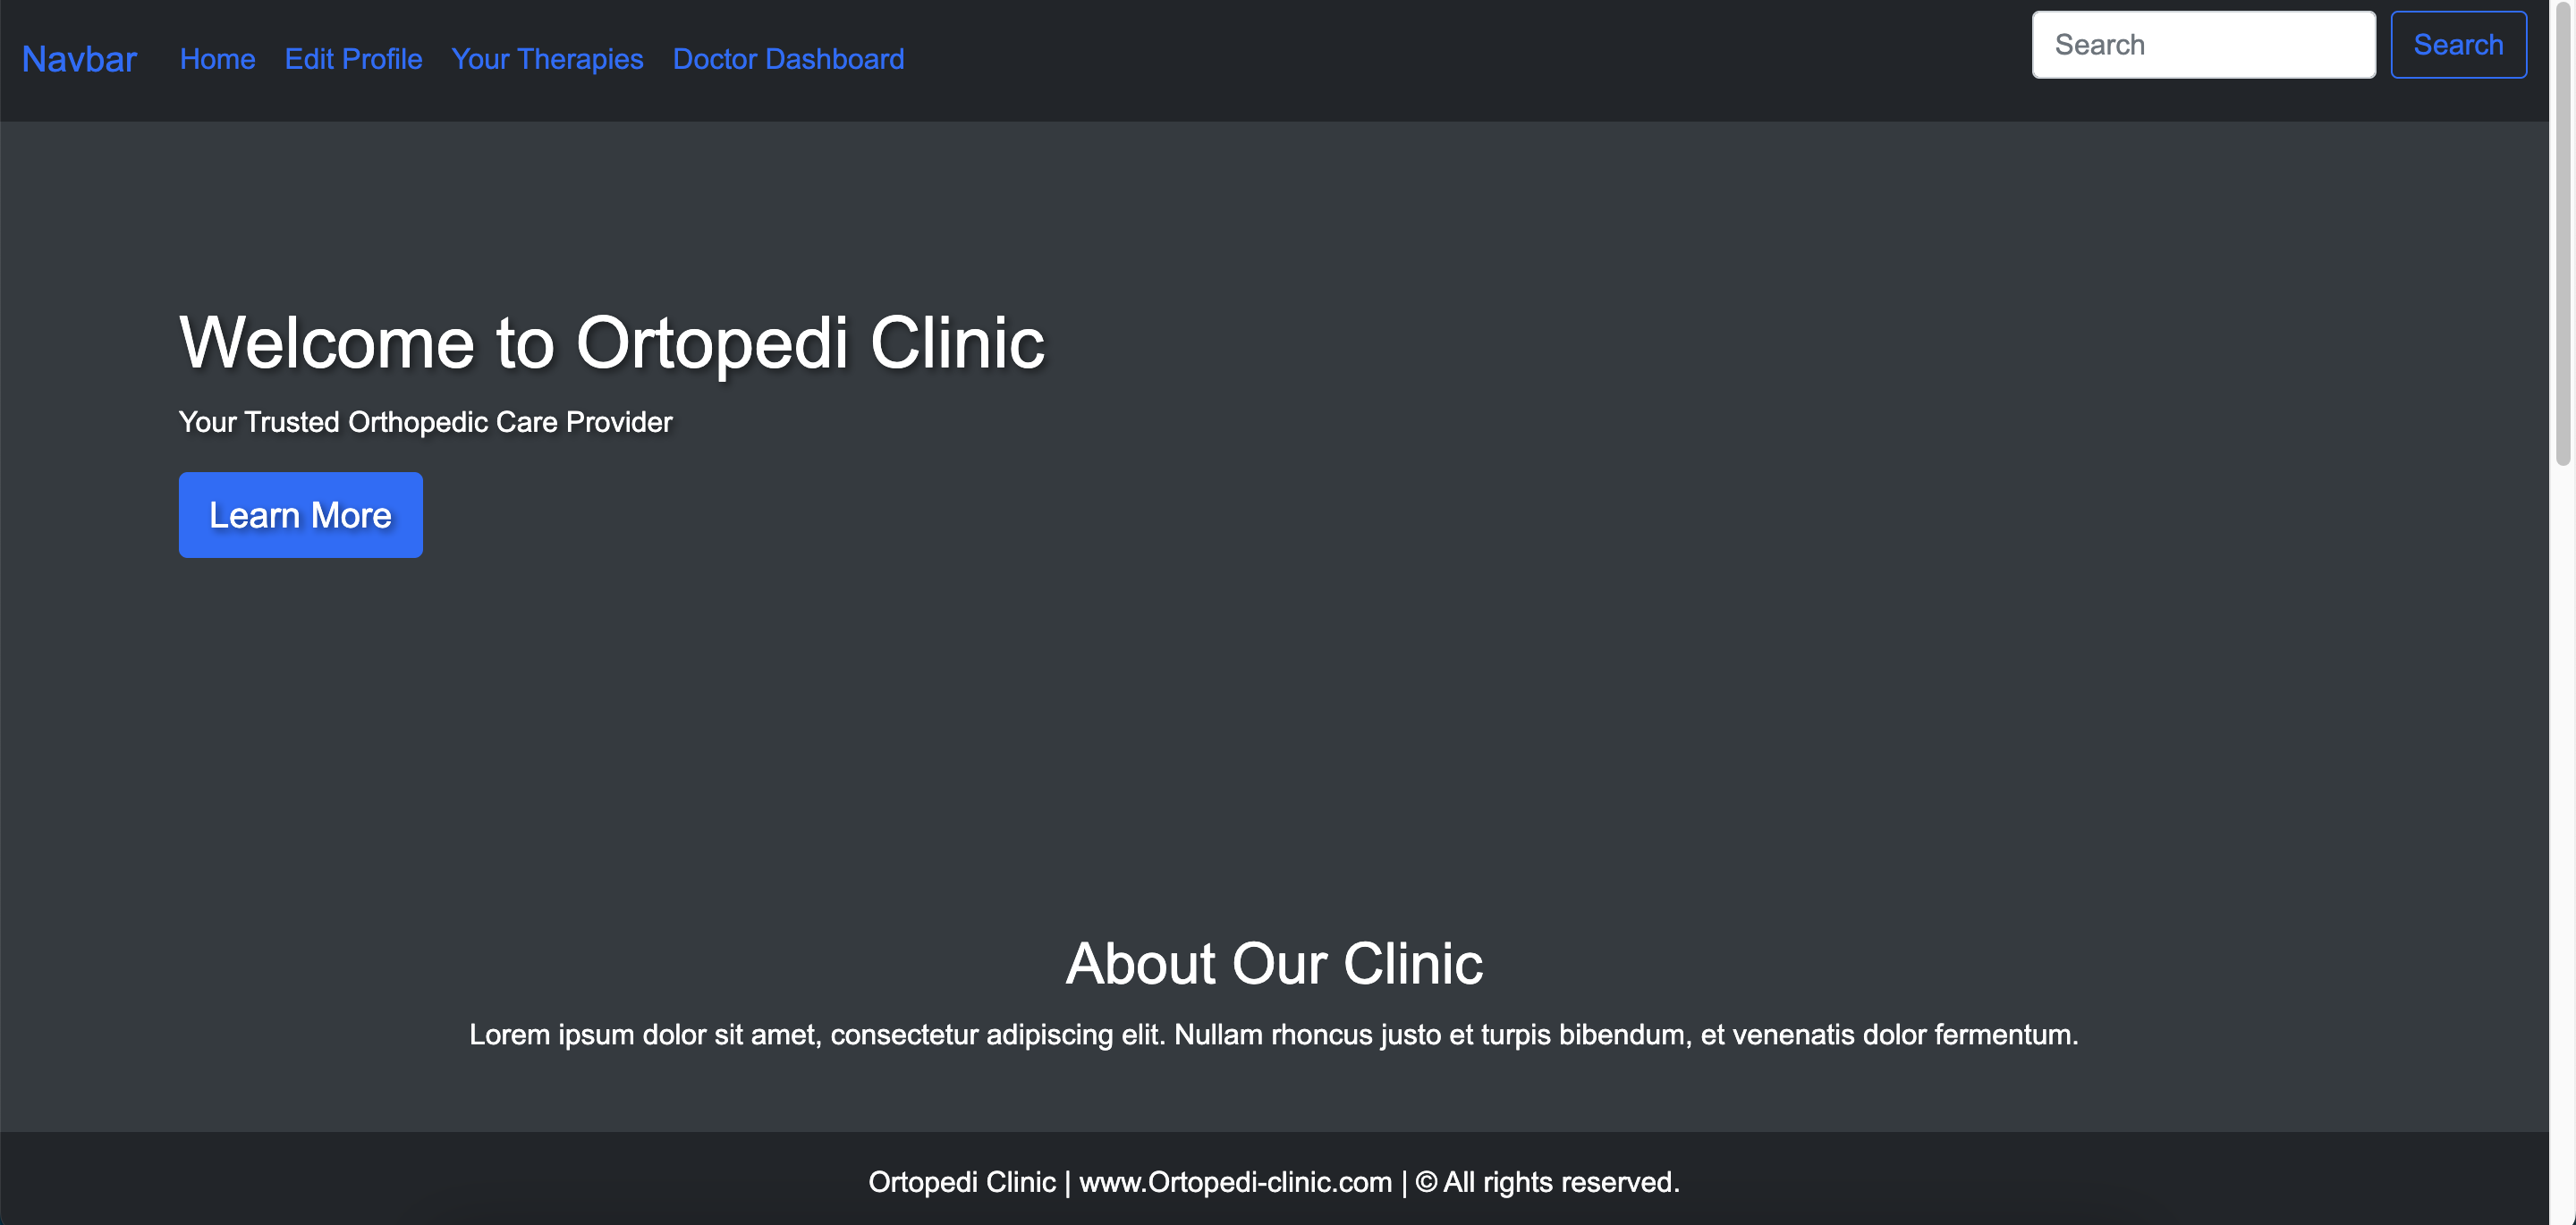 Navbar Home Edit Profile Your Therapies Doctor Dashboard Search Search
Welcome to Ortopedi Clinic
Your Trusted Orthopedic Care Provider
Learn More
About Our Clinic
Lorem ipsum dolor sit amet, consectetur adipiscing elit. Nullam rhoncus justo et turpis bibendum, et venenatis dolor fermentum.
Ortopedi Clinic | www.Ortopedi-clinic.com | © All rights reserved.